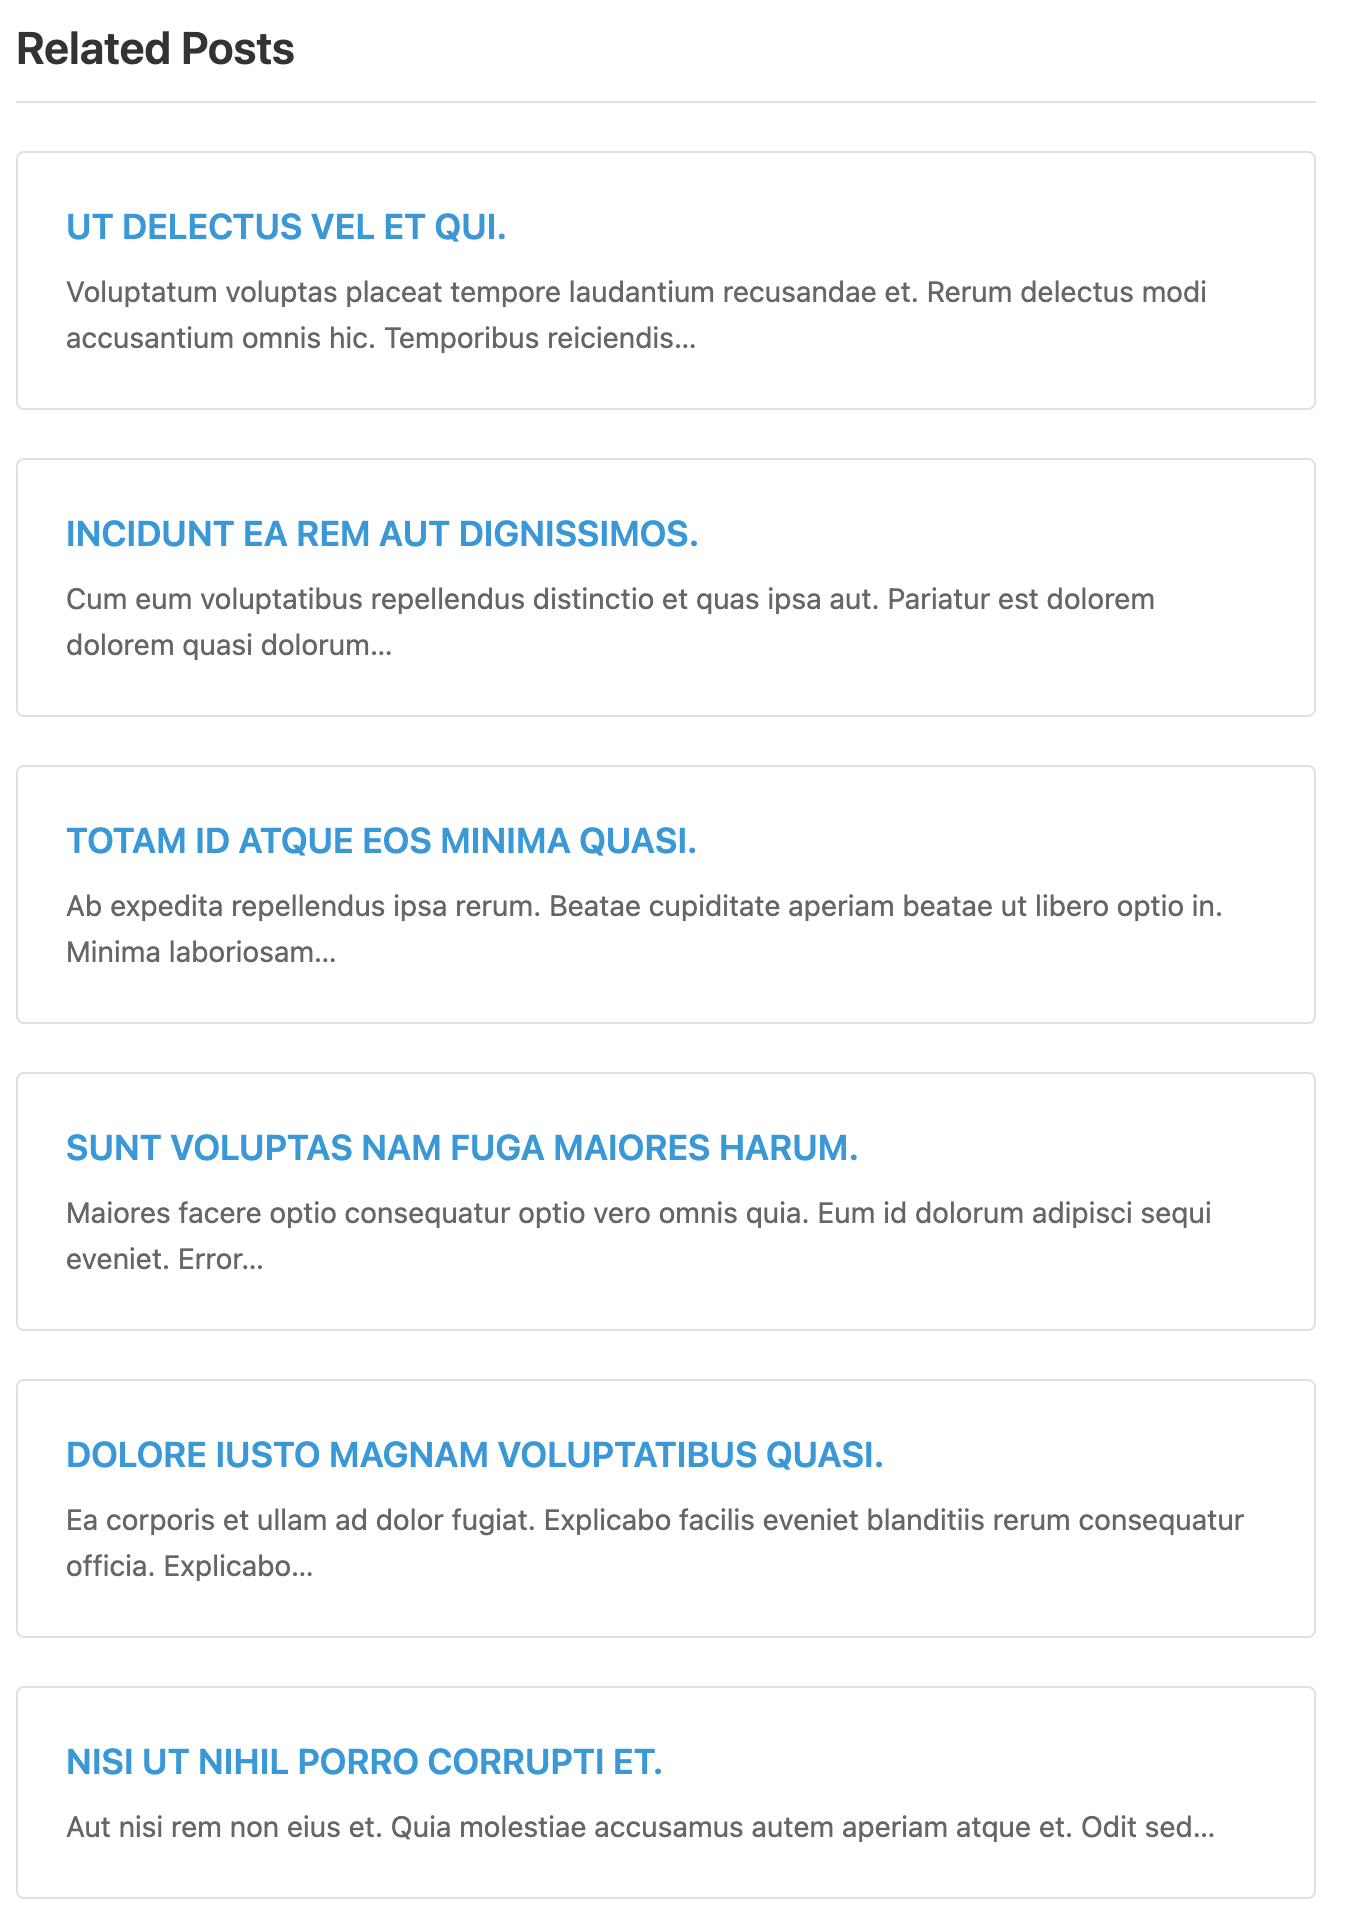 Related Posts
UT DELECTUS VEL ET QUI.
Voluptatum voluptas placeat tempore laudantium recusandae et. Rerum delectus modi
accusantium omnis hic. Temporibus reiciendis...
INCIDUNT EA REM AUT DIGNISSIMOS.
Cum eum voluptatibus repellendus distinctio et quas ipsa aut. Pariatur est dolorem
dolorem quasi dolorum...
TOTAM ID ATQUE EOS MINIMA QUASI.
Ab expedita repellendus ipsa rerum. Beatae cupiditate aperiam beatae ut libero optio in.
Minima laboriosam...
SUNT VOLUPTAS NAM FUGA MAIORES HARUM.
Maiores facere optio consequatur optio vero omnis quia. Eum id dolorum adipisci sequi
eveniet. Error...
DOLORE IUSTO MAGNAM VOLUPTATIBUS QUASI.
Ea corporis et ullam ad dolor fugiat. Explicabo facilis eveniet blanditiis rerum consequatur
officia. Explicabo...
NISI UT NIHIL PORRO CORRUPTI ET.
Aut nisi rem non eius et. Quia molestiae accusamus autem aperiam atque et. Odit sed...